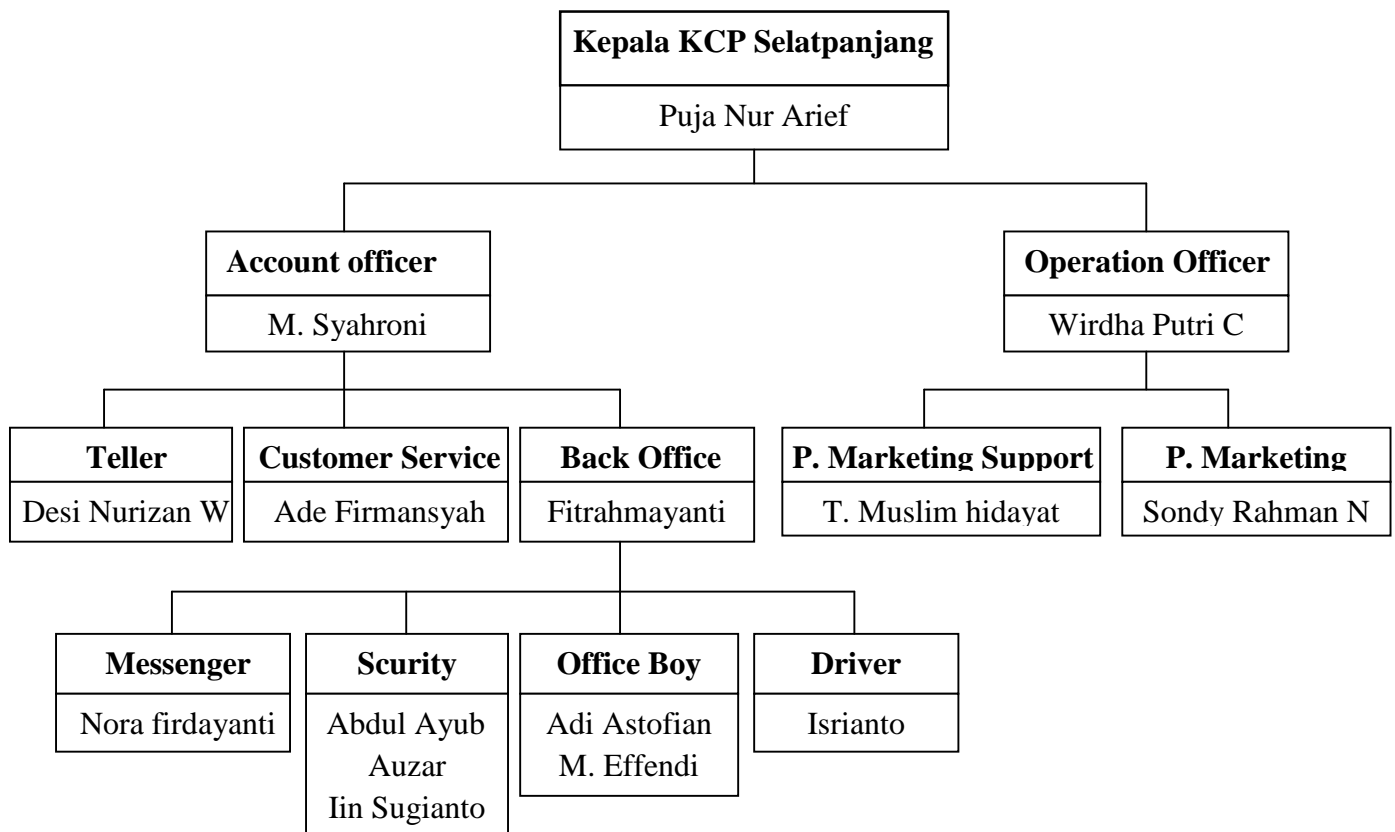 Kepala KCP Selatpanjang
Puja Nur Arief
Account officer
M. Syahroni
Operation Officer
Wirdha Putri C
Teller
Desi Nurizan W
Customer Service
Ade Firmansyah
Back Office
Fitrahmayanti
P. Marketing Support
T. Muslim hidayat
P. Marketing
Sondy Rahman N
Messenger
Nora firdayanti
Scurity
Abdul Ayub
Auzar
Iin Sugianto
Office Boy
Adi Astofian
M. Effendi
Driver
Isrianto